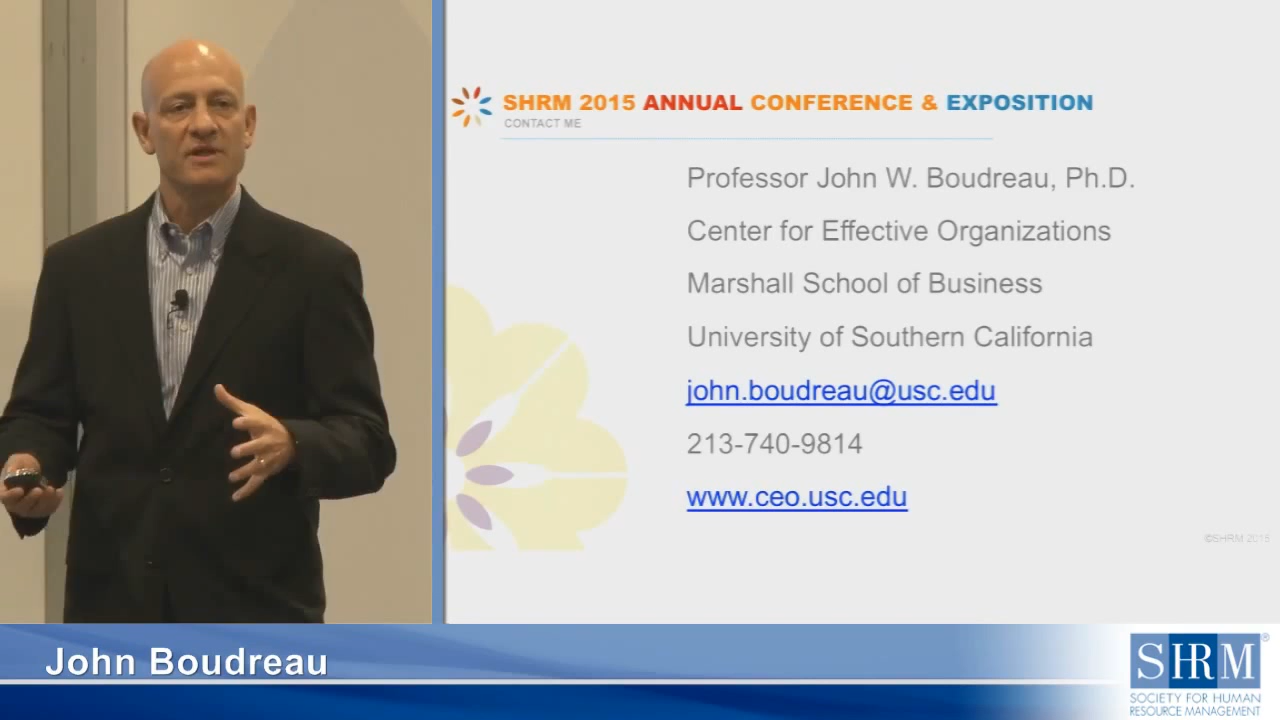 SHRM 2015 ANNUAL CONFERENCE & EXPOSITION
CONTACT ME
Professor John W. Boudreau, Ph.D.
Center for Effective Organizations
Marshall School of Business
University of Southern California
john.boudreau@usc.edu
213-740-9814
www.ceo.usc.edu
©SHRM 2015
John Boudreau
SHRM®
SOCIETY FOR HUMAN
RESOURCE MANAGEMENT